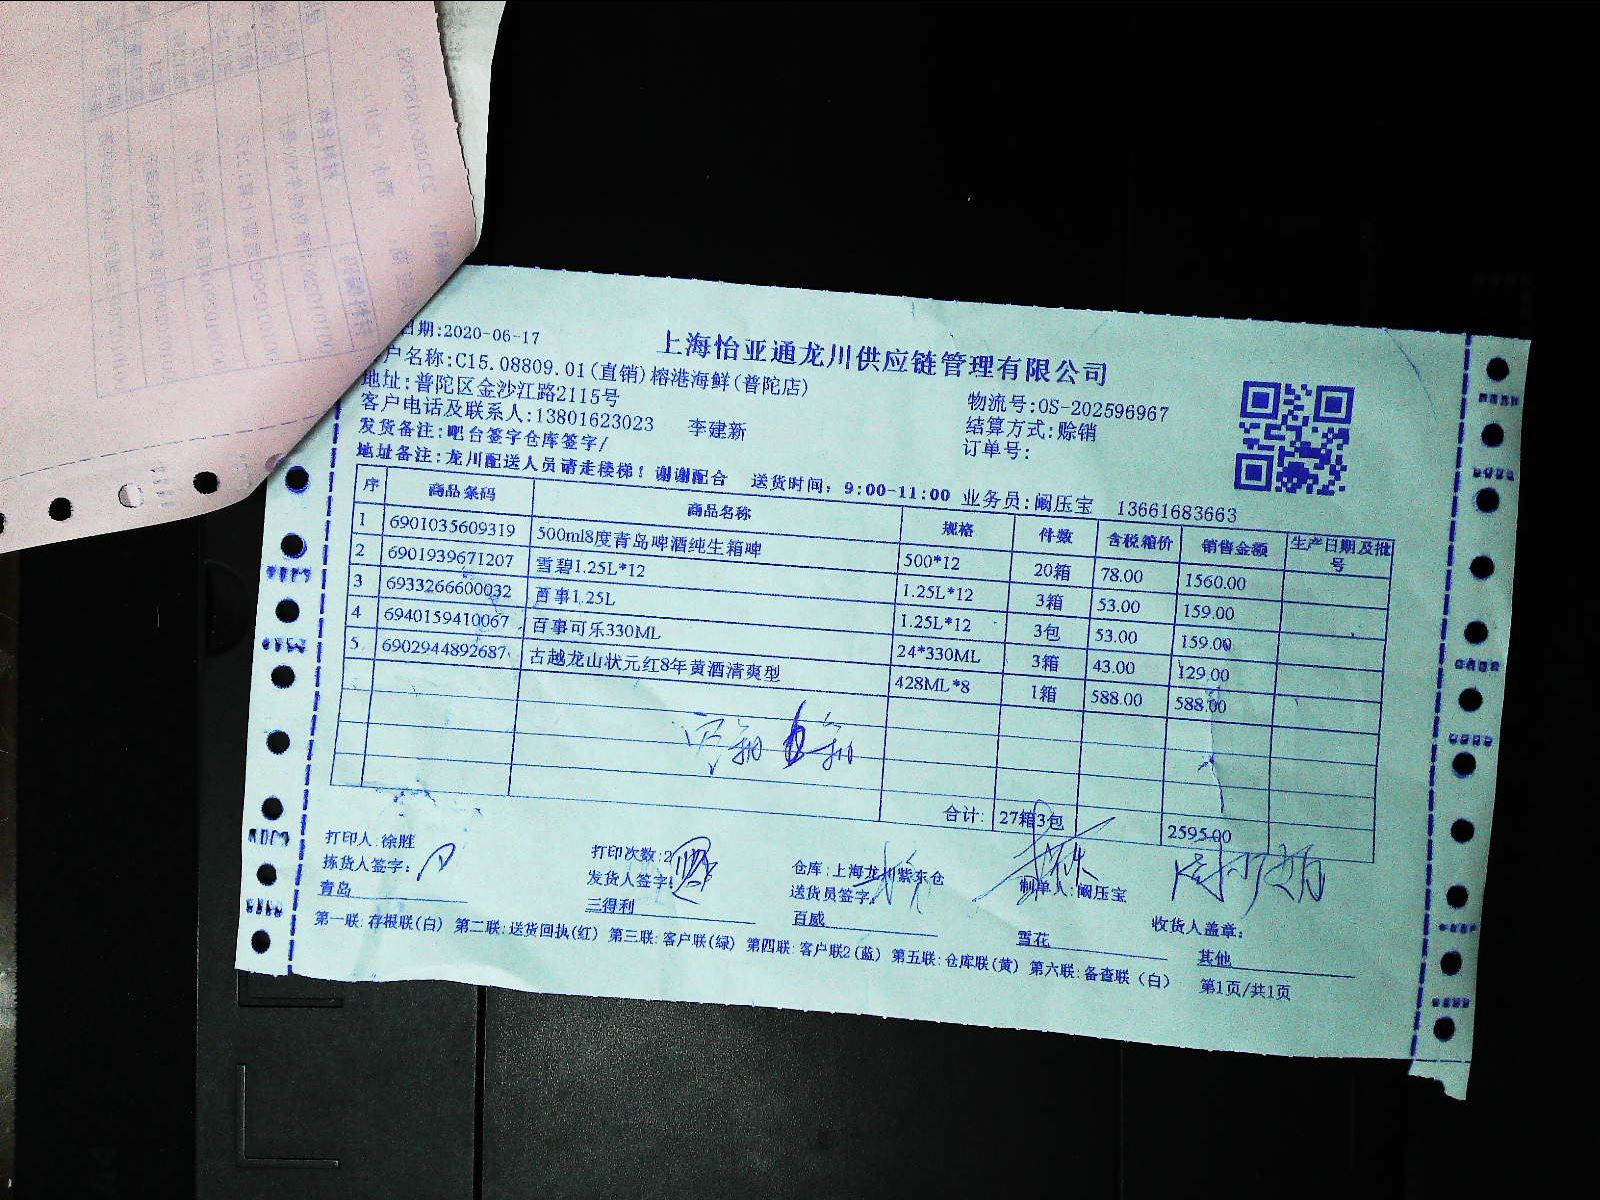 日期:2020-06-17
上海怡亚通龙川供应链管理有限公司
户名称:C15.08809.01(直销)榕港海鲜(普陀店)
地址:普陀区金沙江路2115号
物流号:OS-202596967
客户电话及联系人:13801623023 李建新
结算方式:赊销
发货备注:吧台签字仓库签字/
订单号:
地址备注:龙川配送人员请走楼梯!谢谢配合 送货时间:9:00-11:00 业务员:阚压宝 13661683663
序 商品条码 商品名称 规格 件数 含税箱价 销售金额 生产日期及批号
1 6901035609319 500ml8度青岛啤酒纯生箱啤 500*12 20箱 78.00 1560.00
2 6901939671207 雪碧1.25L*12 1.25L*12 3箱 53.00 159.00
3 6933266600032 百事1.25L 1.25L*12 3包 53.00 159.00
4 6940159410067 百事可乐330ML 24*330ML 3箱 43.00 129.00
5 6902944892687 古越龙山状元红8年黄酒清爽型 428ML*8 1箱 588.00 588.00
合计: 27箱3包 2595.00
打印人:徐胜 打印次数:2 仓库:上海龙川紫东仓 制单人:阚压宝
拣货人签字: 发货人签字: 送货员签字: 收货人盖章:
青岛 三得利 百威 雪花 其他
第一联:存根联(白) 第二联:送货回执(红) 第三联:客户联(绿) 第四联:客户联2(蓝) 第五联:仓库联(黄) 第六联:备查联(白) 第1页/共1页